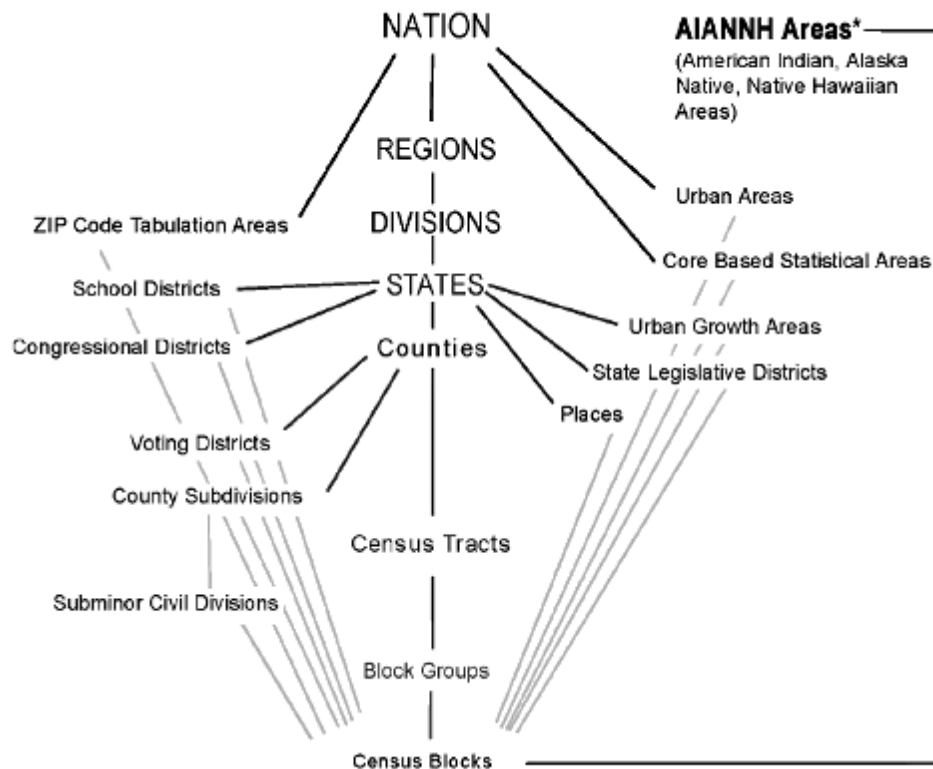 NATION
AIANNH Areas*
(American Indian, Alaska
Native, Native Hawaiian
Areas)
REGIONS
Urban Areas
ZIP Code Tabulation Areas
DIVISIONS
Core Based Statistical Areas
School Districts
STATES
Urban Growth Areas
Congressional Districts
Counties
State Legislative Districts
Places
Voting Districts
County Subdivisions
Census Tracts
Subminor Civil Divisions
Block Groups
Census Blocks